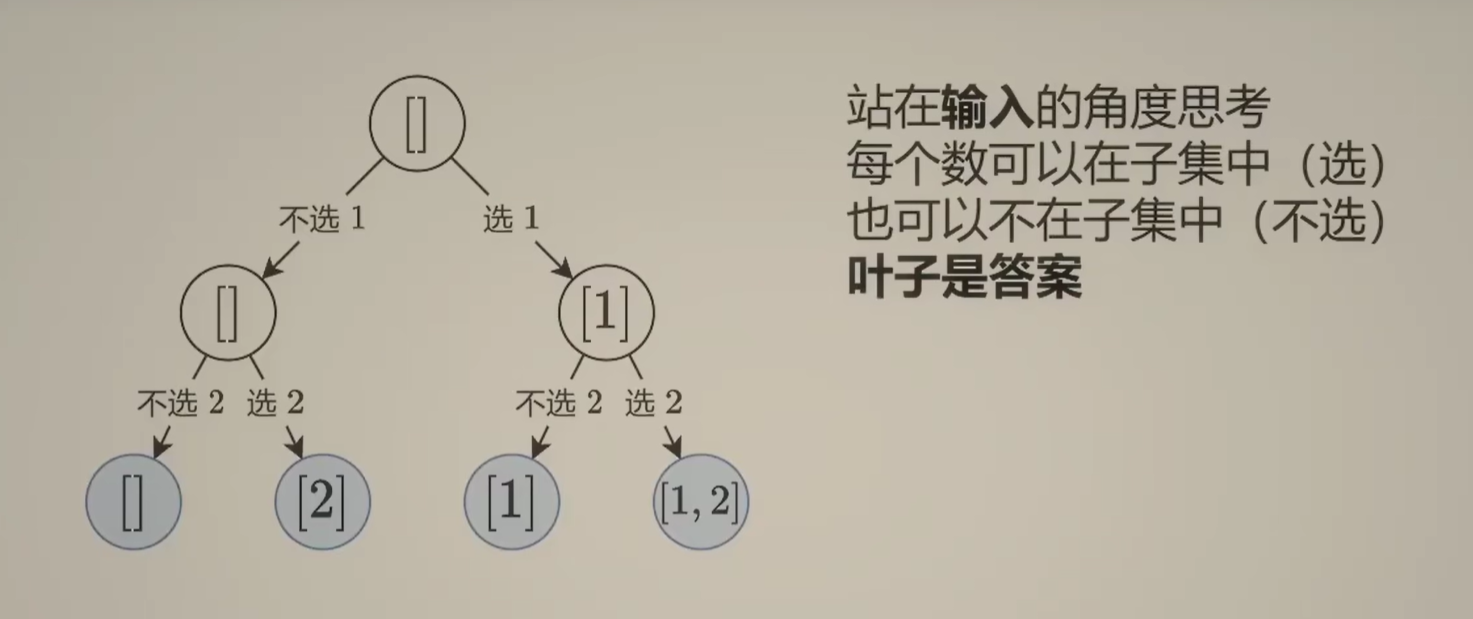 []
不选 1
选 1
[]
[1]
不选 2
选 2
不选 2
选 2
[]
[2]
[1]
[1, 2]
站在输入的角度思考
每个数可以在子集中（选）
也可以不在子集中（不选）
叶子是答案